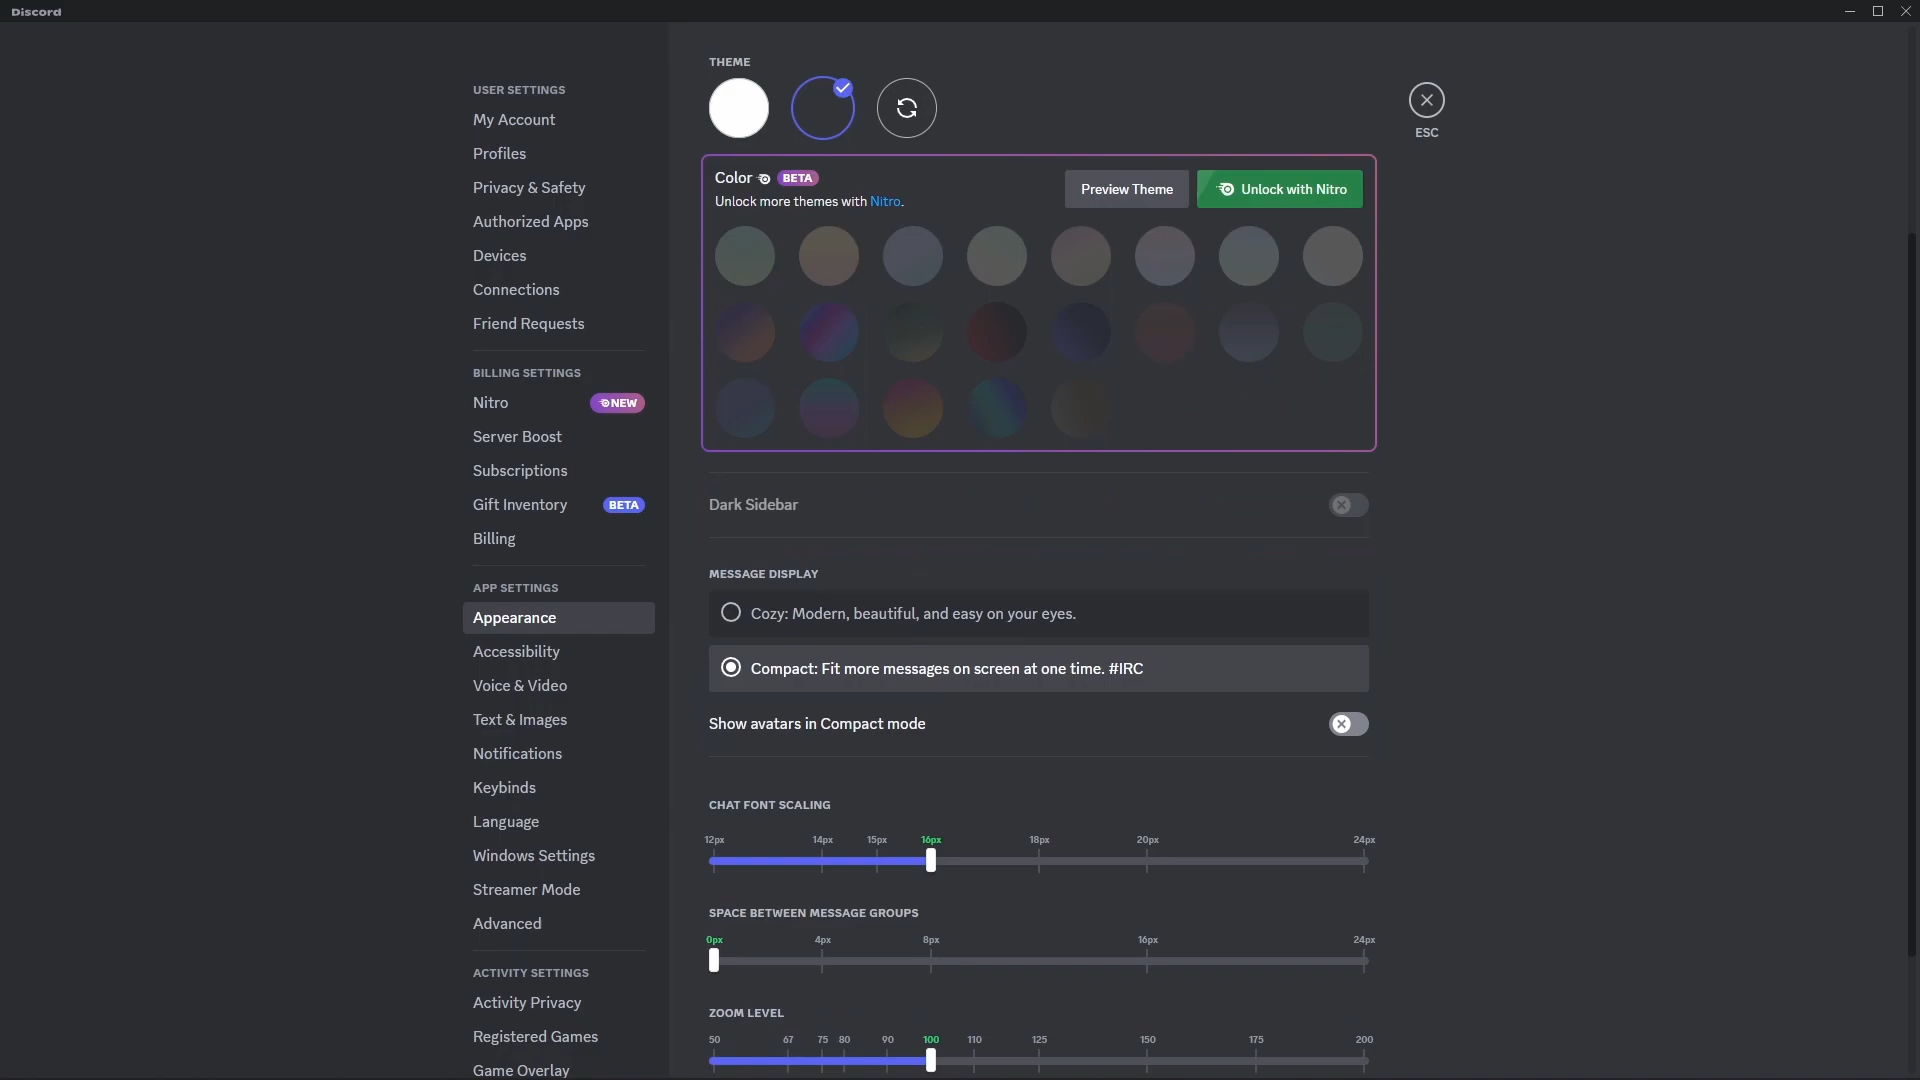 Discord
USER SETTINGS
My Account
Profiles
Privacy & Safety
Authorized Apps
Devices
Connections
Friend Requests
BILLING SETTINGS
Nitro
NEW
Server Boost
Subscriptions
Gift Inventory
BETA
Billing
APP SETTINGS
Appearance
Accessibility
Voice & Video
Text & Images
Notifications
Keybinds
Language
Windows Settings
Streamer Mode
Advanced
ACTIVITY SETTINGS
Activity Privacy
Registered Games
Game Overlay
THEME
ESC
Color BETA
Unlock more themes with Nitro.
Preview Theme
Unlock with Nitro
Dark Sidebar
MESSAGE DISPLAY
Cozy: Modern, beautiful, and easy on your eyes.
Compact: Fit more messages on screen at one time. #IRC
Show avatars in Compact mode
CHAT FONT SCALING
12px 14px 15px 16px 18px 20px 24px
SPACE BETWEEN MESSAGE GROUPS
0px 4px 8px 16px 24px
ZOOM LEVEL
50 67 75 80 90 100 110 125 150 175 200